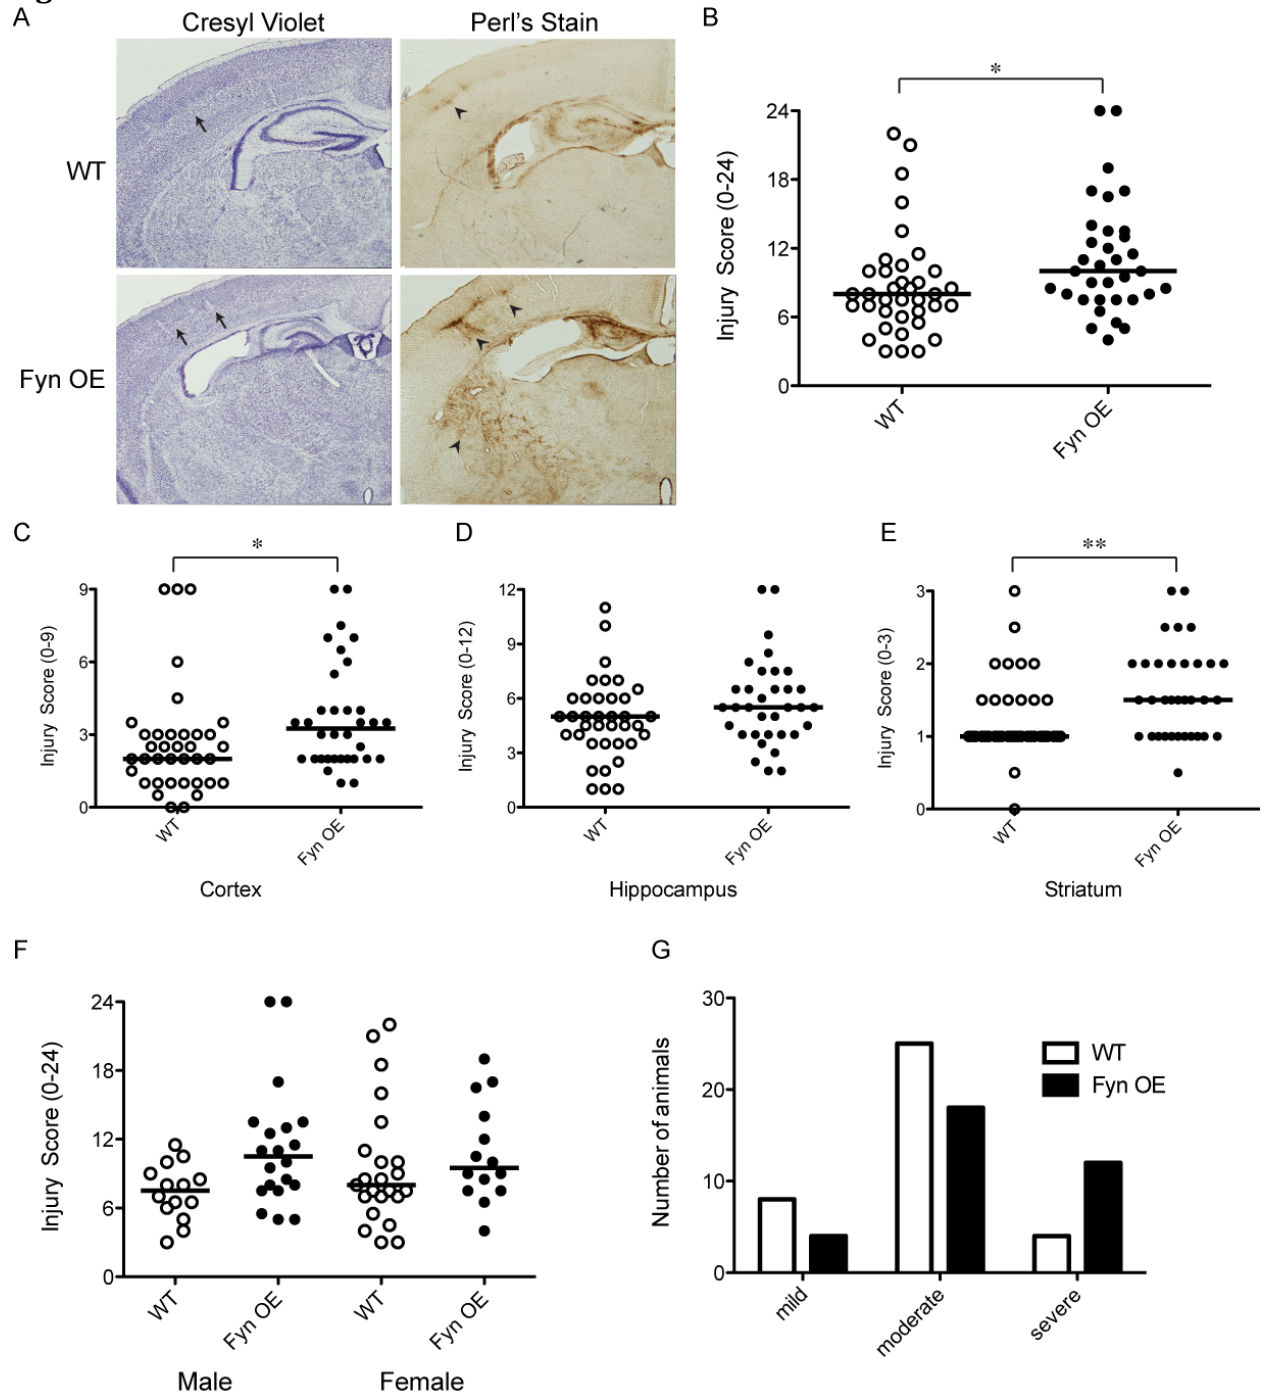 A
Cresyl Violet
Perl's Stain
WT
Fyn OE
B
*
Injury Score (0-24)
24
18
12
6
0
WT
Fyn OE
C
*
Injury Score (0-9)
9
6
3
0
WT
Fyn OE
Cortex
D
Injury Score (0-12)
12
9
6
3
0
WT
Fyn OE
Hippocampus
E
**
Injury Score (0-3)
3
2
1
0
WT
Fyn OE
Striatum
F
Injury Score (0-24)
24
18
12
6
0
WT
Fyn OE
WT
Fyn OE
Male
Female
G
Number of animals
30
20
10
0
WT
Fyn OE
mild
moderate
severe